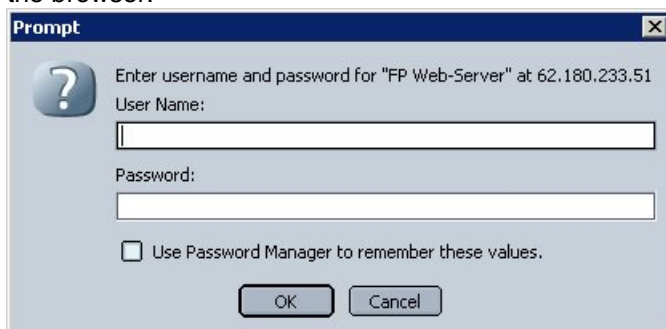 the browser.
Prompt
Enter username and password for "FP Web-Server" at 62.180.233.51
User Name:
Password:
Use Password Manager to remember these values.
OK Cancel